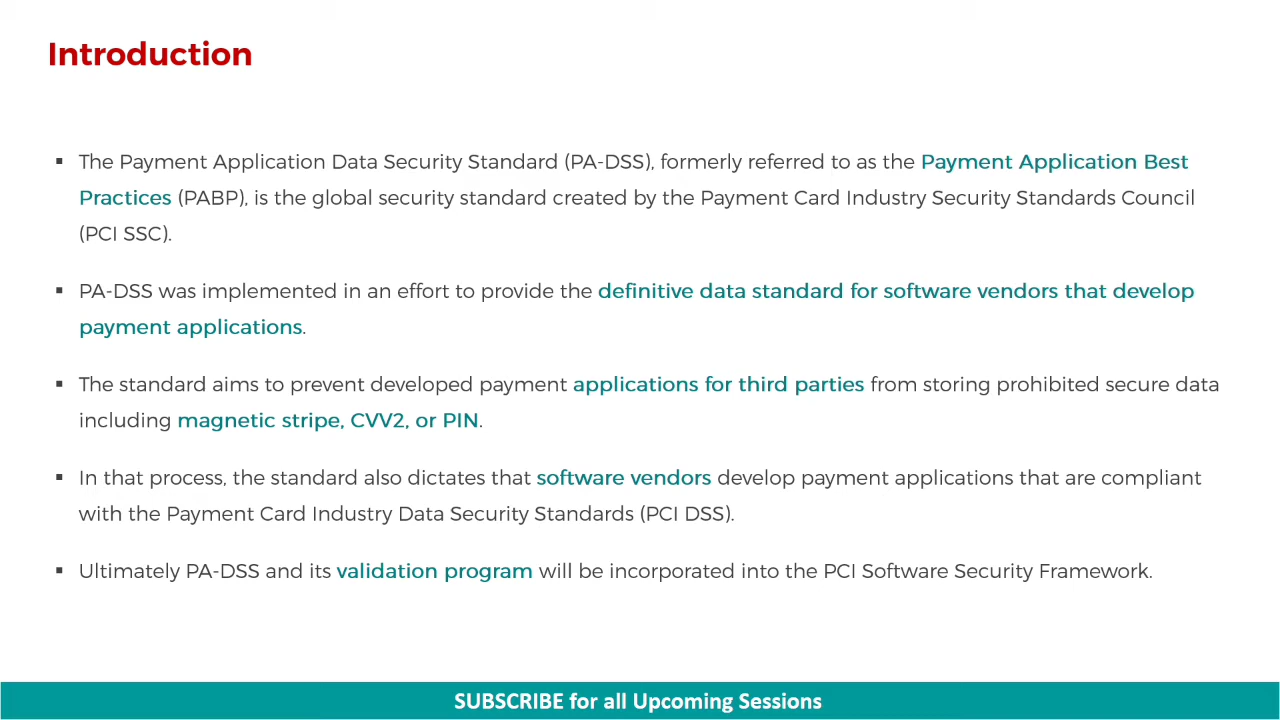 Introduction
▪ The Payment Application Data Security Standard (PA-DSS), formerly referred to as the Payment Application Best
Practices (PABP), is the global security standard created by the Payment Card Industry Security Standards Council
(PCI SSC).
▪ PA-DSS was implemented in an effort to provide the definitive data standard for software vendors that develop
payment applications.
▪ The standard aims to prevent developed payment applications for third parties from storing prohibited secure data
including magnetic stripe, CVV2, or PIN.
▪ In that process, the standard also dictates that software vendors develop payment applications that are compliant
with the Payment Card Industry Data Security Standards (PCI DSS).
▪ Ultimately PA-DSS and its validation program will be incorporated into the PCI Software Security Framework.
SUBSCRIBE for all Upcoming Sessions